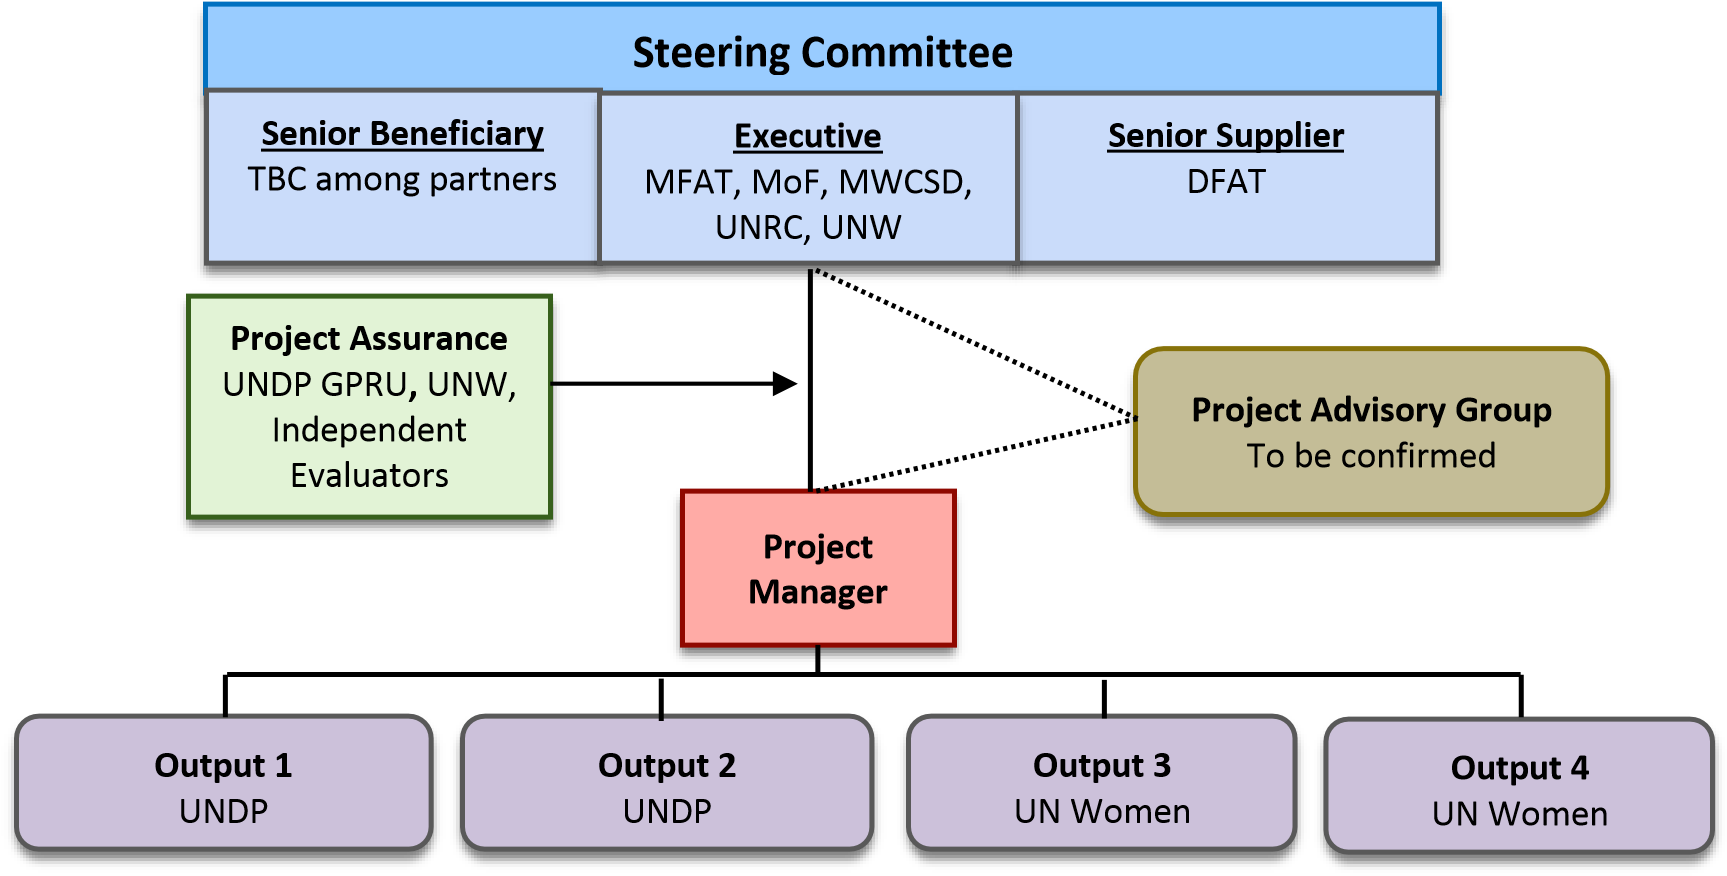 Steering Committee
Senior Beneficiary
TBC among partners
Executive
MFAT, MoF, MWCSD,
UNRC, UNW
Senior Supplier
DFAT
Project Assurance
UNDP GPRU, UNW,
Independent
Evaluators
Project Advisory Group
To be confirmed
Project
Manager
Output 1
UNDP
Output 2
UNDP
Output 3
UN Women
Output 4
UN Women